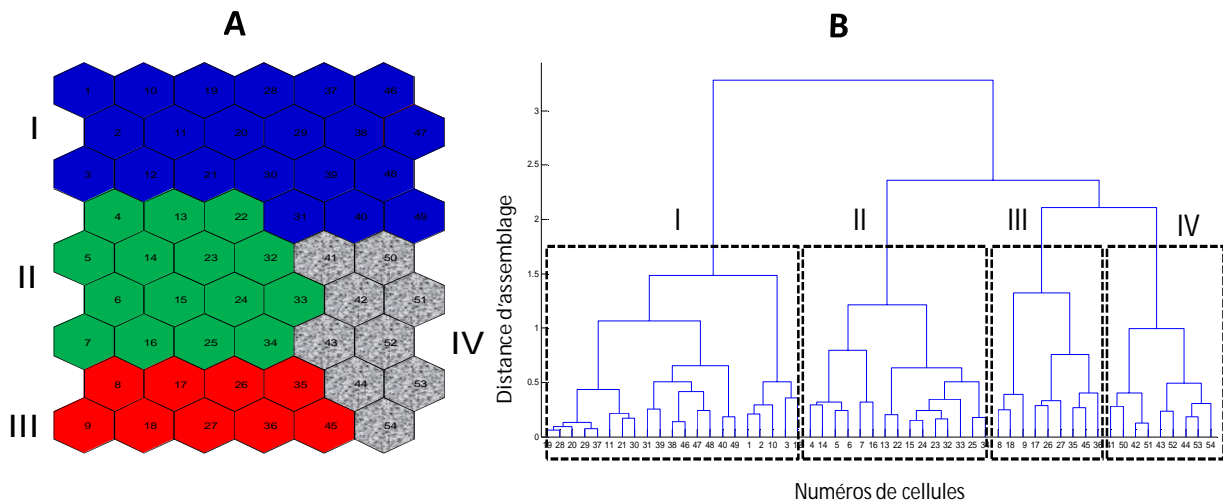 A
1 10 19 28 37 46
I
2 11 20 29 38 47
3 12 21 30 39 48
4 13 22 31 40 49
5 14 23 32 41 50
II
6 15 24 33 42 51
7 16 25 34 43 52
IV
8 17 26 35 44 53
III
9 18 27 36 45 54
B
Distance d'assemblage
3
2.5
2
1.5
1
0.5
0
I
II
III
IV
19 28 20 29 37 11 21 30 31 39 38 46 47 48 40 49 1 2 10 3 12 4 14 5 6 7 16 13 22 15 24 23 32 33 25 34 8 18 9 17 26 27 35 45 36 41 50 42 51 43 52 44 53 54
Numéros de cellules